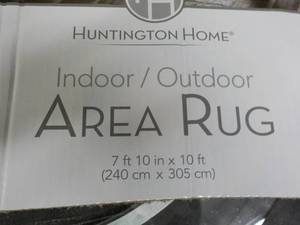 HUNTINGTON HOME®
Indoor / Outdoor
AREA RUG
7 ft 10 in x 10 ft
(240 cm x 305 cm)